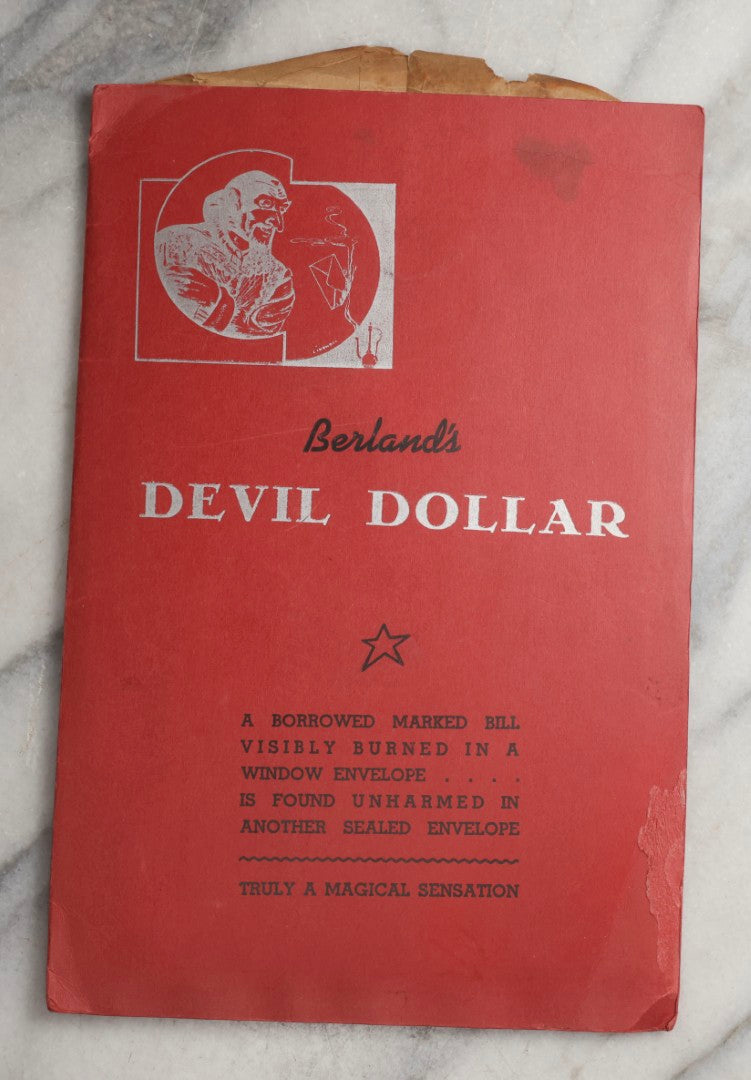 Berland's
DEVIL DOLLAR
A BORROWED MARKED BILL
VISIBLY BURNED IN A
WINDOW ENVELOPE . . . .
IS FOUND UNHARMED IN
ANOTHER SEALED ENVELOPE
TRULY A MAGICAL SENSATION